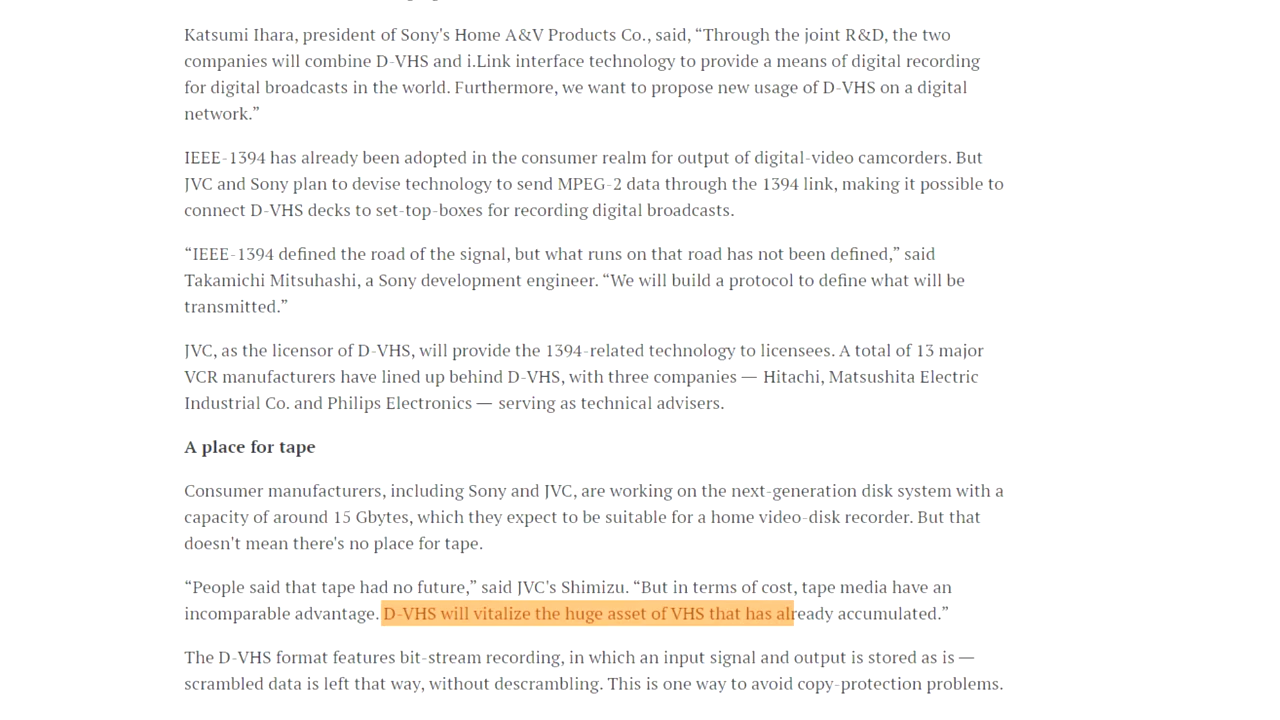 Katsumi Ihara, president of Sony's Home A&V Products Co., said, “Through the joint R&D, the two
companies will combine D-VHS and i.Link interface technology to provide a means of digital recording
for digital broadcasts in the world. Furthermore, we want to propose new usage of D-VHS on a digital
network.”
IEEE-1394 has already been adopted in the consumer realm for output of digital-video camcorders. But
JVC and Sony plan to devise technology to send MPEG-2 data through the 1394 link, making it possible to
connect D-VHS decks to set-top-boxes for recording digital broadcasts.
“IEEE-1394 defined the road of the signal, but what runs on that road has not been defined,” said
Takamichi Mitsuhashi, a Sony development engineer. “We will build a protocol to define what will be
transmitted.”
JVC, as the licensor of D-VHS, will provide the 1394-related technology to licensees. A total of 13 major
VCR manufacturers have lined up behind D-VHS, with three companies — Hitachi, Matsushita Electric
Industrial Co. and Philips Electronics — serving as technical advisers.
A place for tape
Consumer manufacturers, including Sony and JVC, are working on the next-generation disk system with a
capacity of around 15 Gbytes, which they expect to be suitable for a home video-disk recorder. But that
doesn't mean there's no place for tape.
“People said that tape had no future,” said JVC's Shimizu. “But in terms of cost, tape media have an
incomparable advantage. D-VHS will vitalize the huge asset of VHS that has already accumulated.”
The D-VHS format features bit-stream recording, in which an input signal and output is stored as is —
scrambled data is left that way, without descrambling. This is one way to avoid copy-protection problems.